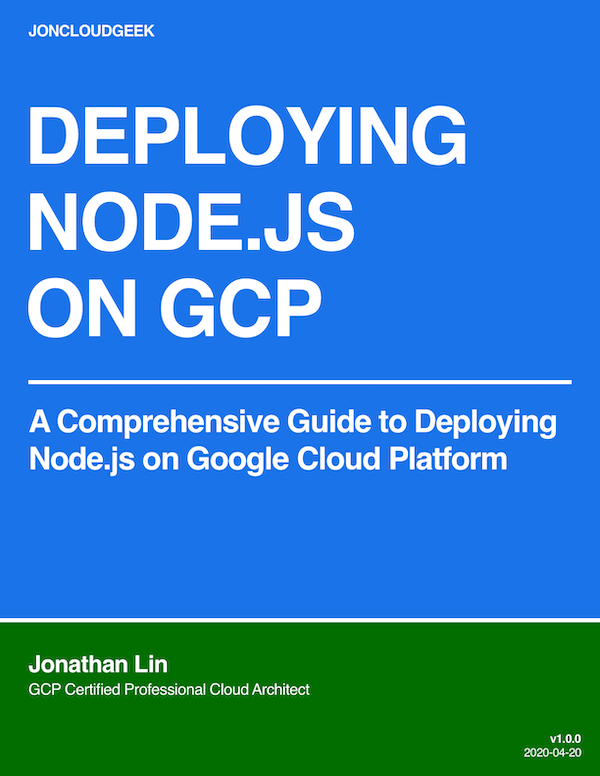 JONCLOUDGEEK
DEPLOYING
NODE.JS
ON GCP
A Comprehensive Guide to Deploying
Node.js on Google Cloud Platform
Jonathan Lin
GCP Certified Professional Cloud Architect
v1.0.0
2020-04-20